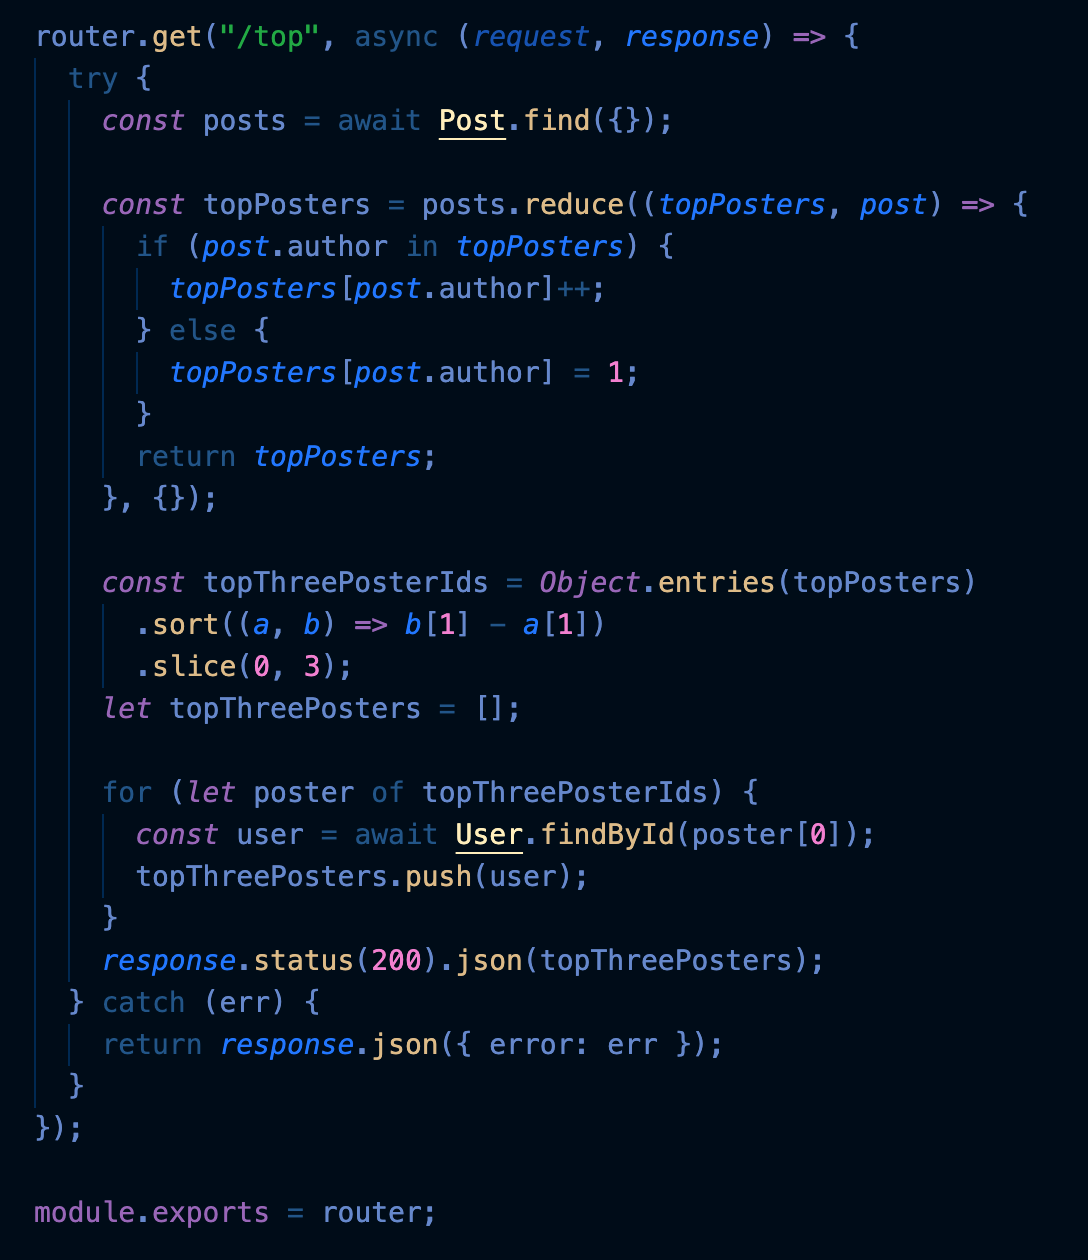 router.get("/top", async (request, response) => {
  try {
    const posts = await Post.find({});

    const topPosters = posts.reduce((topPosters, post) => {
      if (post.author in topPosters) {
        topPosters[post.author]++;
      } else {
        topPosters[post.author] = 1;
      }
      return topPosters;
    }, {});

    const topThreePosterIds = Object.entries(topPosters)
      .sort((a, b) => b[1] - a[1])
      .slice(0, 3);
    let topThreePosters = [];

    for (let poster of topThreePosterIds) {
      const user = await User.findById(poster[0]);
      topThreePosters.push(user);
    }
    response.status(200).json(topThreePosters);
  } catch (err) {
    return response.json({ error: err });
  }
});

module.exports = router;